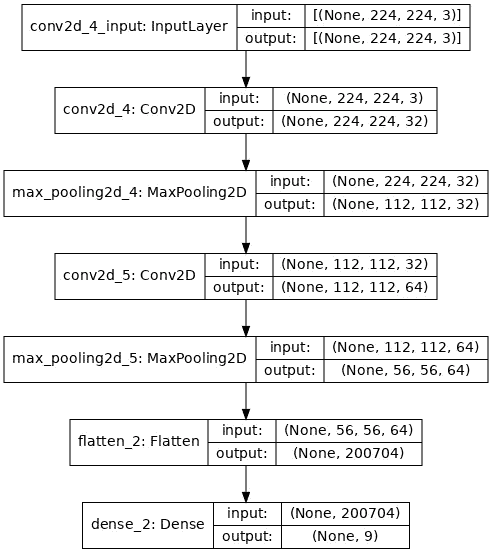 conv2d_4_input: InputLayer input: [(None, 224, 224, 3)]
output: [(None, 224, 224, 3)]
conv2d_4: Conv2D input: (None, 224, 224, 3)
output: (None, 224, 224, 32)
max_pooling2d_4: MaxPooling2D input: (None, 224, 224, 32)
output: (None, 112, 112, 32)
conv2d_5: Conv2D input: (None, 112, 112, 32)
output: (None, 112, 112, 64)
max_pooling2d_5: MaxPooling2D input: (None, 112, 112, 64)
output: (None, 56, 56, 64)
flatten_2: Flatten input: (None, 56, 56, 64)
output: (None, 200704)
dense_2: Dense input: (None, 200704)
output: (None, 9)